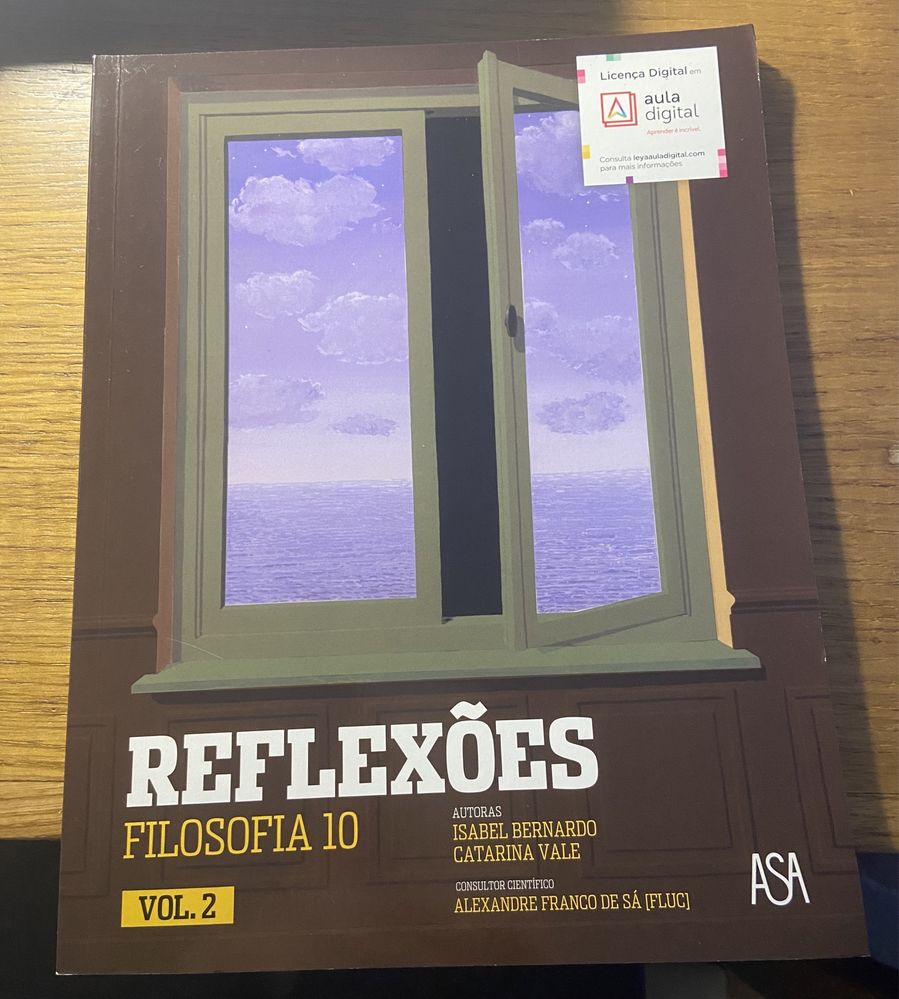 Licença Digital em
aula
digital
Aprender é incrível.
Consulta leyaauladigital.com
para mais informações
REFLEXÕES
FILOSOFIA 10
VOL. 2
AUTORAS
ISABEL BERNARDO
CATARINA VALE
CONSULTOR CIENTÍFICO
ALEXANDRE FRANCO DE SÁ [FLUC]
ASA